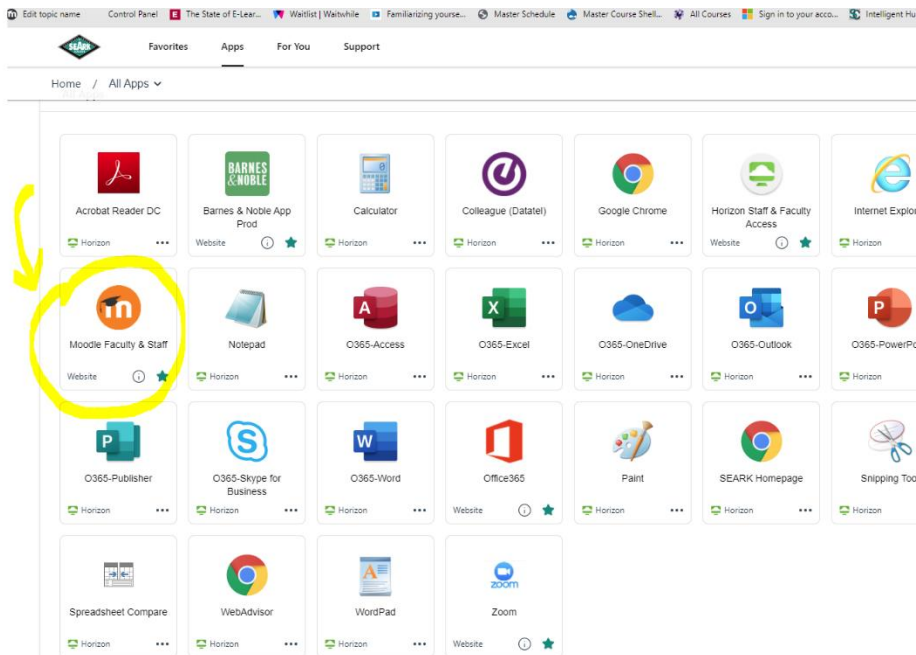 Edit topic name Control Panel The State of E-Lear... Waitlist | Waitwhile Familiarizing yourse... Master Schedule Master Course Shell... All Courses Sign in to your acco... Intelligent Hu
SEARK Favorites Apps For You Support
Home / All Apps
All Apps
Acrobat Reader DC
Horizon
BARNES
&NOBLE
Barnes & Noble App
Prod
Website
Calculator
Horizon
Colleague (Datatel)
Horizon
Google Chrome
Horizon
Horizon Staff & Faculty
Access
Website
Internet Explor
Horizon
Moodle Faculty & Staff
Website
Notepad
Horizon
A
O365-Access
Horizon
X
O365-Excel
Horizon
O365-OneDrive
Horizon
O
O365-Outlook
Horizon
P
O365-PowerPo
Horizon
P
O365-Publisher
Horizon
S
O365-Skype for
Business
Horizon
W
O365-Word
Horizon
Office365
Website
Paint
Horizon
SEARK Homepage
Horizon
Snipping Too
Horizon
Spreadsheet Compare
Horizon
WebAdvisor
Horizon
A
WordPad
Horizon
zoom
Zoom
Website